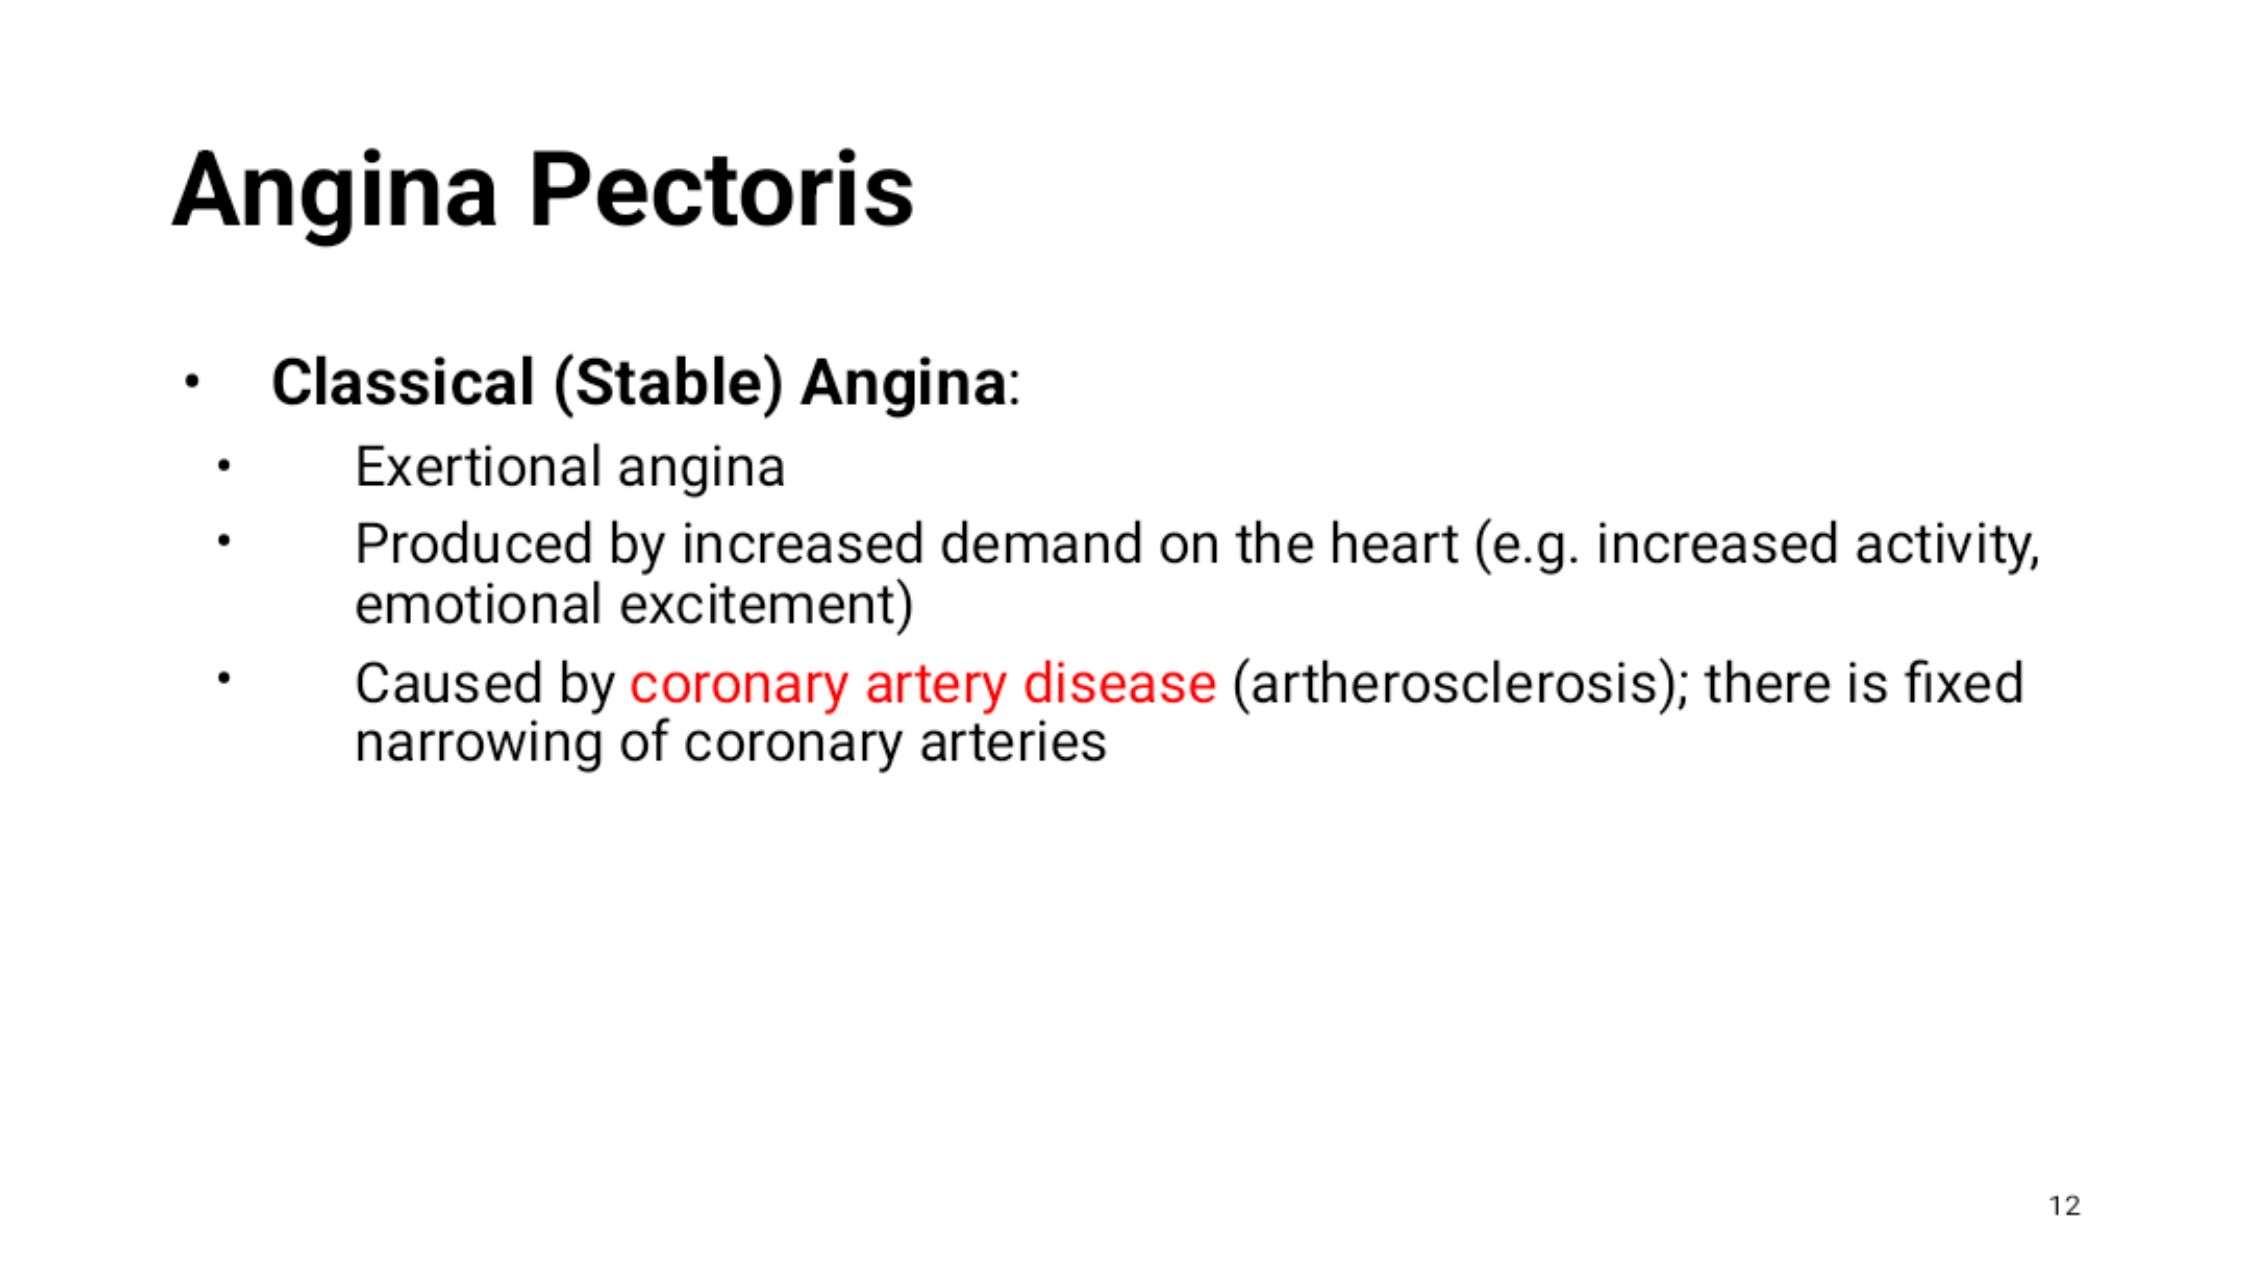 Angina Pectoris
• Classical (Stable) Angina:
• Exertional angina
• Produced by increased demand on the heart (e.g. increased activity,
emotional excitement)
• Caused by coronary artery disease (artherosclerosis); there is fixed
narrowing of coronary arteries
12